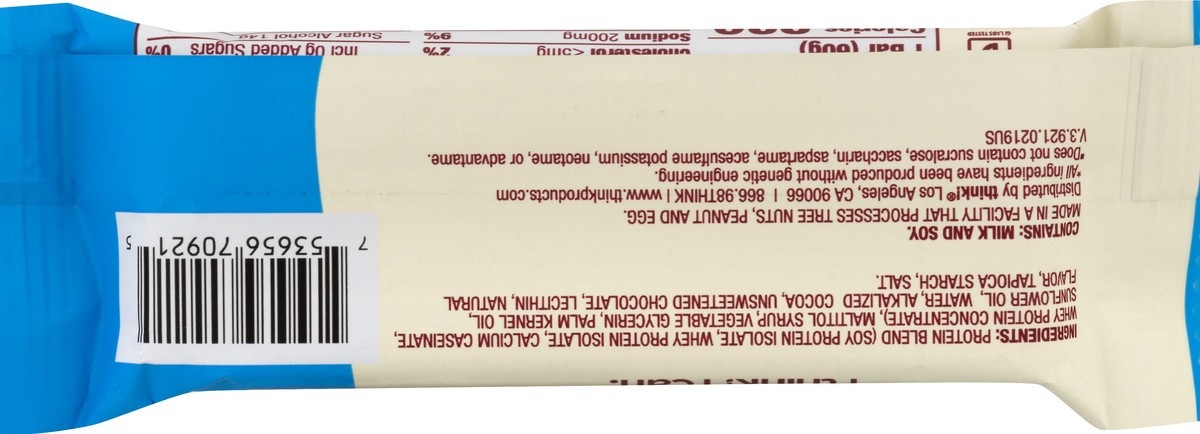 I think! I can!
INGREDIENTS: PROTEIN BLEND (SOY PROTEIN ISOLATE, WHEY PROTEIN ISOLATE, CALCIUM CASEINATE,
WHEY PROTEIN CONCENTRATE), MALTITOL SYRUP, VEGETABLE GLYCERIN, PALM KERNEL OIL,
SUNFLOWER OIL, WATER, ALKALIZED COCOA, UNSWEETENED CHOCOLATE, LECITHIN, NATURAL
FLAVOR, TAPIOCA STARCH, SALT.
CONTAINS: MILK AND SOY.
MADE IN A FACILITY THAT PROCESSES TREE NUTS, PEANUT AND EGG.
Distributed by think!® Los Angeles, CA 90066 | 866.98THINK | www.thinkproducts.com
*All ingredients have been produced without genetic engineering.
*Does not contain sucralose, saccharin, aspartame, acesulfame potassium, neotame, or advantame.
V.3.921.0219US
7 53656 70921 5
GI LABS TESTED
1 Bar (60g)
Calories
Cholesterol <5mg 2%
Sodium 200mg 9%
Incl 0g Added Sugars 0%
Sugar Alcohol 14g